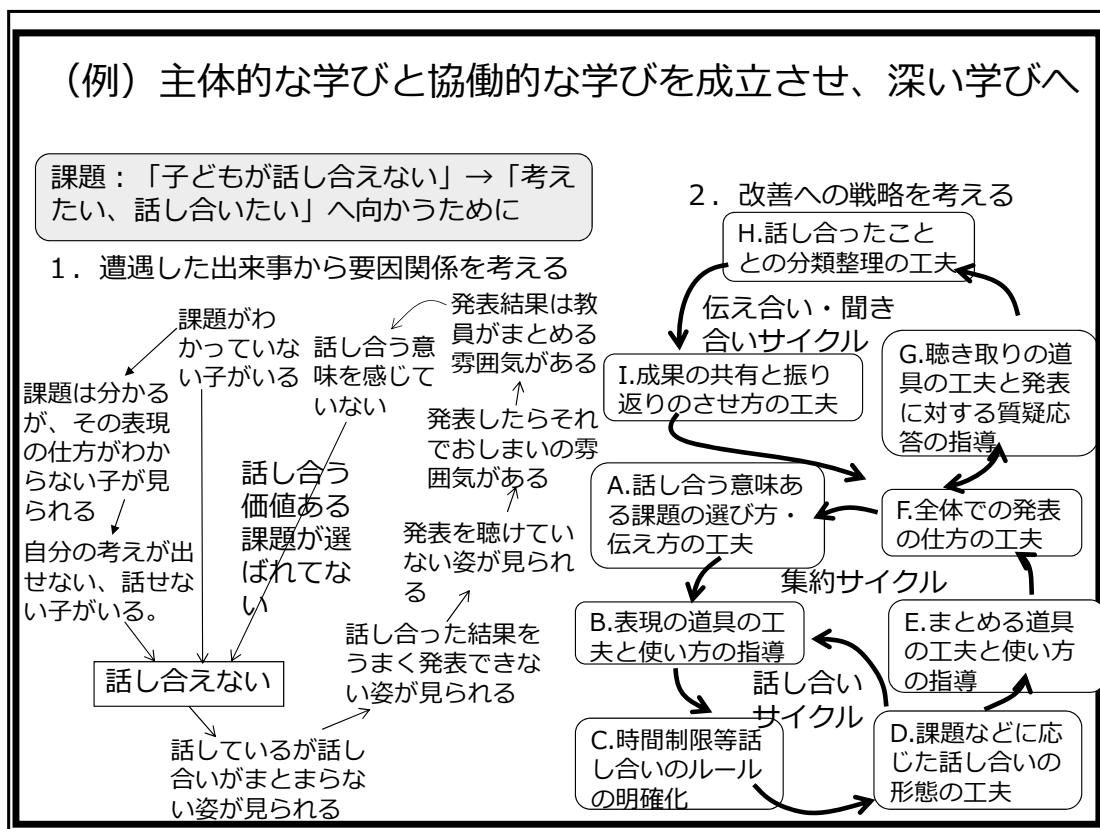 （例）主体的な学びと協働的な学びを成立させ、深い学びへ
課題：「子どもが話し合えない」→「考え
たい、話し合いたい」へ向かうために
１．遭遇した出来事から要因関係を考える
課題がわ
かっていな
い子がいる
課題は分かる
が、その表現
の仕方がわか
らない子が見
られる
自分の考えが出
せない、話せな
い子がいる。
話し合う意
味を感じて
いない
話し合う
価値ある
課題が選
ばれてな
い
発表結果は教
員がまとめる
雰囲気がある
発表したらそれ
でおしまいの雰
囲気がある
発表を聴けてい
ない姿が見られ
る
話し合った結果を
うまく発表できな
い姿が見られる
話し合えない
話しているが話し
合いがまとまらな
い姿が見られる
２．改善への戦略を考える
H.話し合ったこと
との分類整理の工夫
伝え合い・聞き
合いサイクル
G.聴き取りの道
具の工夫と発表
に対する質疑応
答の指導
I.成果の共有と振り
返りのさせ方の工夫
A.話し合う意味あ
る課題の選び方・
伝え方の工夫
F.全体での発表
の仕方の工夫
集約サイクル
B.表現の道具の工
夫と使い方の指導
E.まとめる道具
の工夫と使い方
の指導
話し合い
サイクル
C.時間制限等話
し合いのルール
の明確化
D.課題などに応
じた話し合いの
形態の工夫